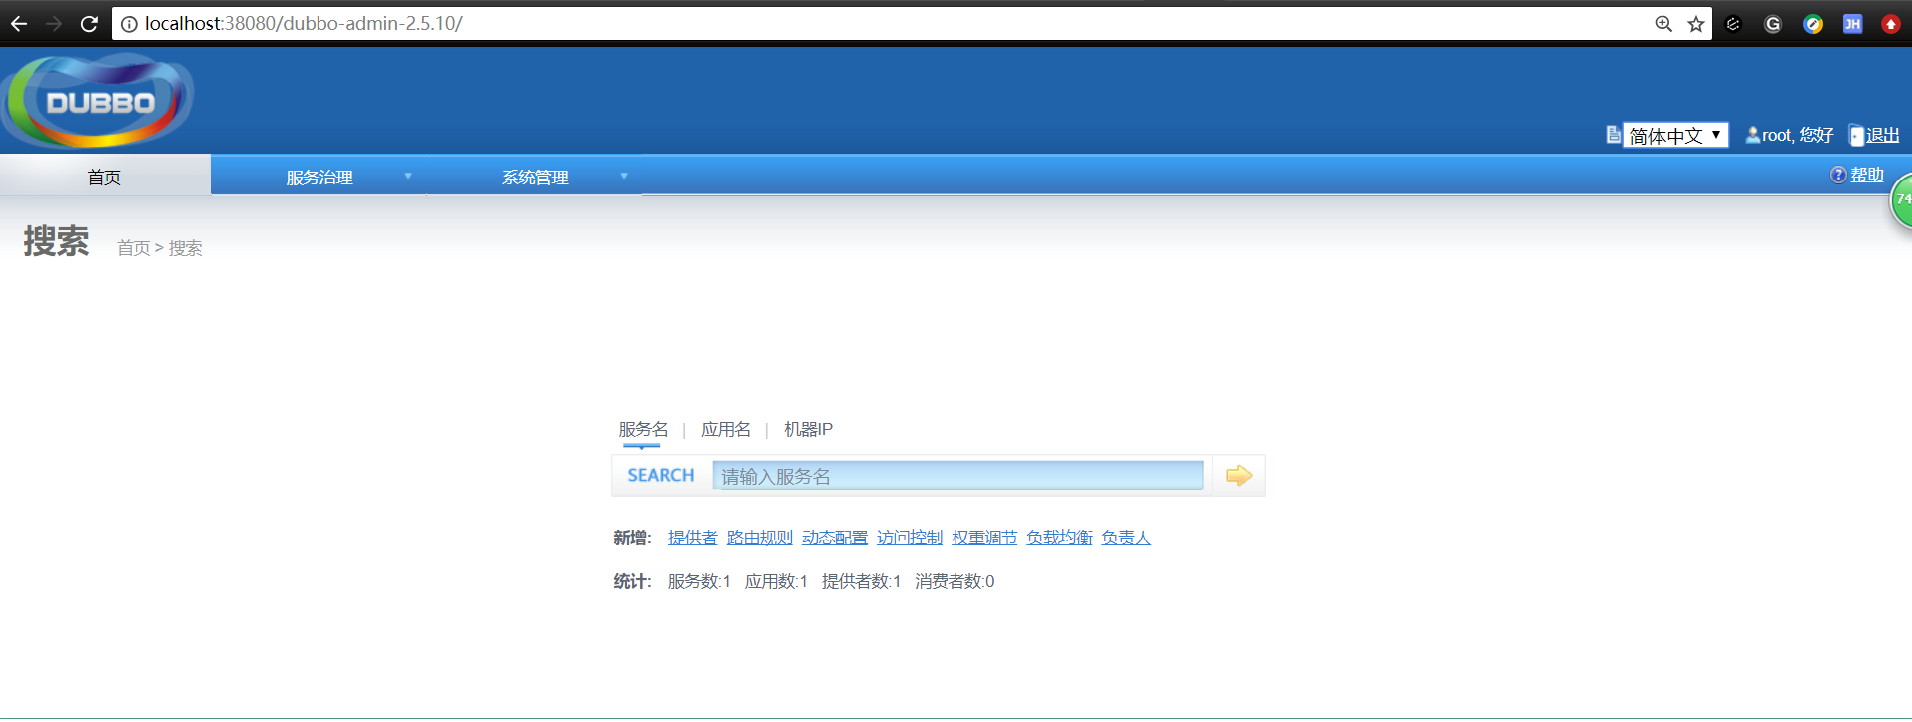 localhost:38080/dubbo-admin-2.5.10/
G
JH
DUBBO
简体中文 root, 您好 退出
首页 服务治理 系统管理 ? 帮助
74
搜索 首页 > 搜索
服务名 | 应用名 | 机器IP
SEARCH 请输入服务名
新增: 提供者 路由规则 动态配置 访问控制 权重调节 负载均衡 负责人
统计: 服务数:1 应用数:1 提供者数:1 消费者数:0